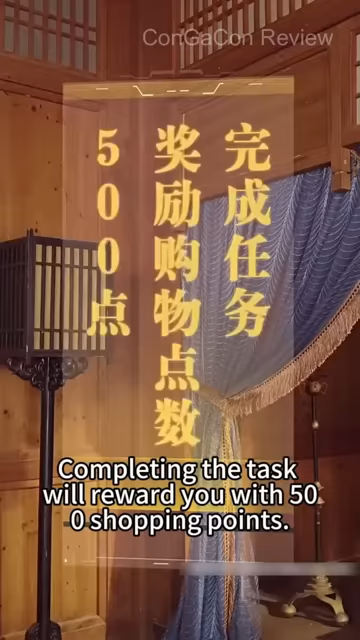 ConGaCon Review
完成任务
奖励购物点数
500点
Completing the task
will reward you with 50
0 shopping points.